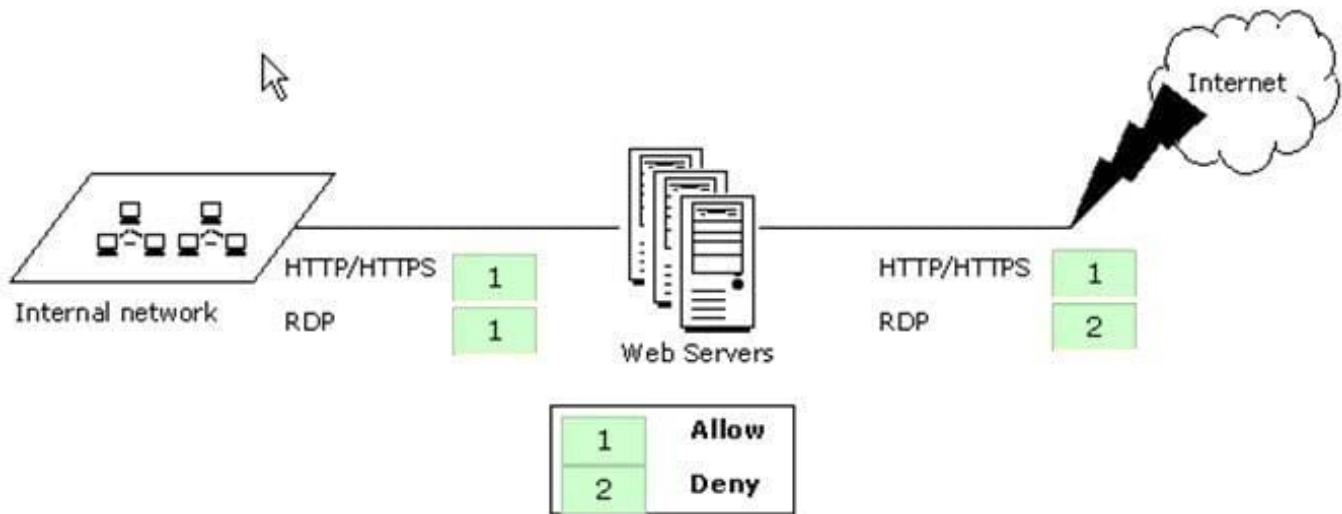 Internet
HTTP/HTTPS 1
HTTP/HTTPS 1
Internal network
RDP 1
RDP 2
Web Servers
1 Allow
2 Deny